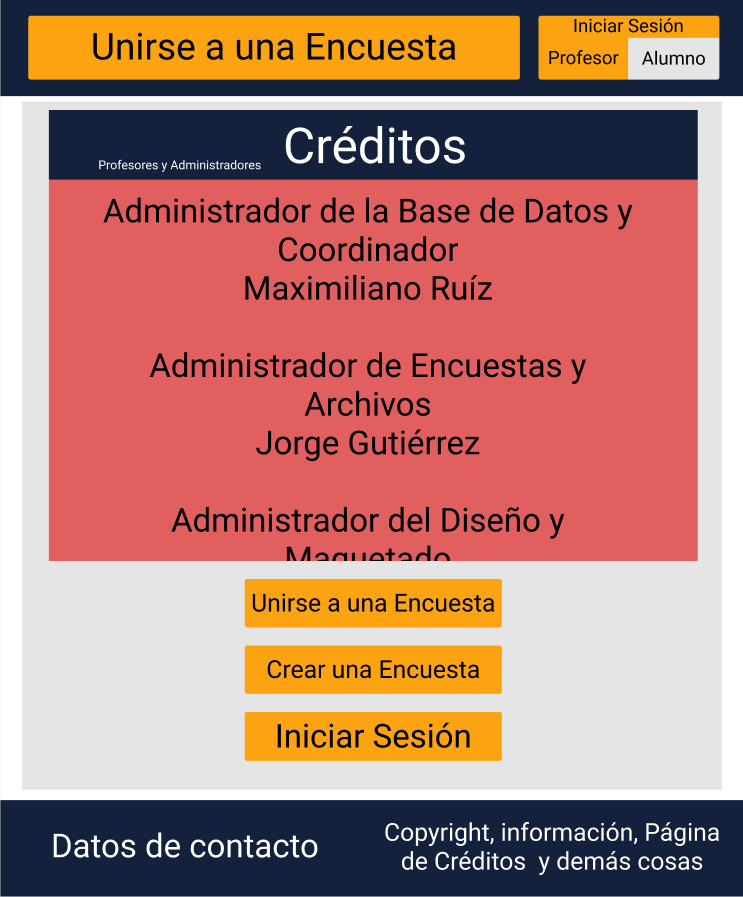 Unirse a una Encuesta
Iniciar Sesión
Profesor Alumno
Créditos
Profesores y Administradores
Administrador de la Base de Datos y
Coordinador
Maximiliano Ruíz
Administrador de Encuestas y
Archivos
Jorge Gutiérrez
Administrador del Diseño y
Maquetado
Unirse a una Encuesta
Crear una Encuesta
Iniciar Sesión
Datos de contacto
Copyright, información, Página
de Créditos  y demás cosas